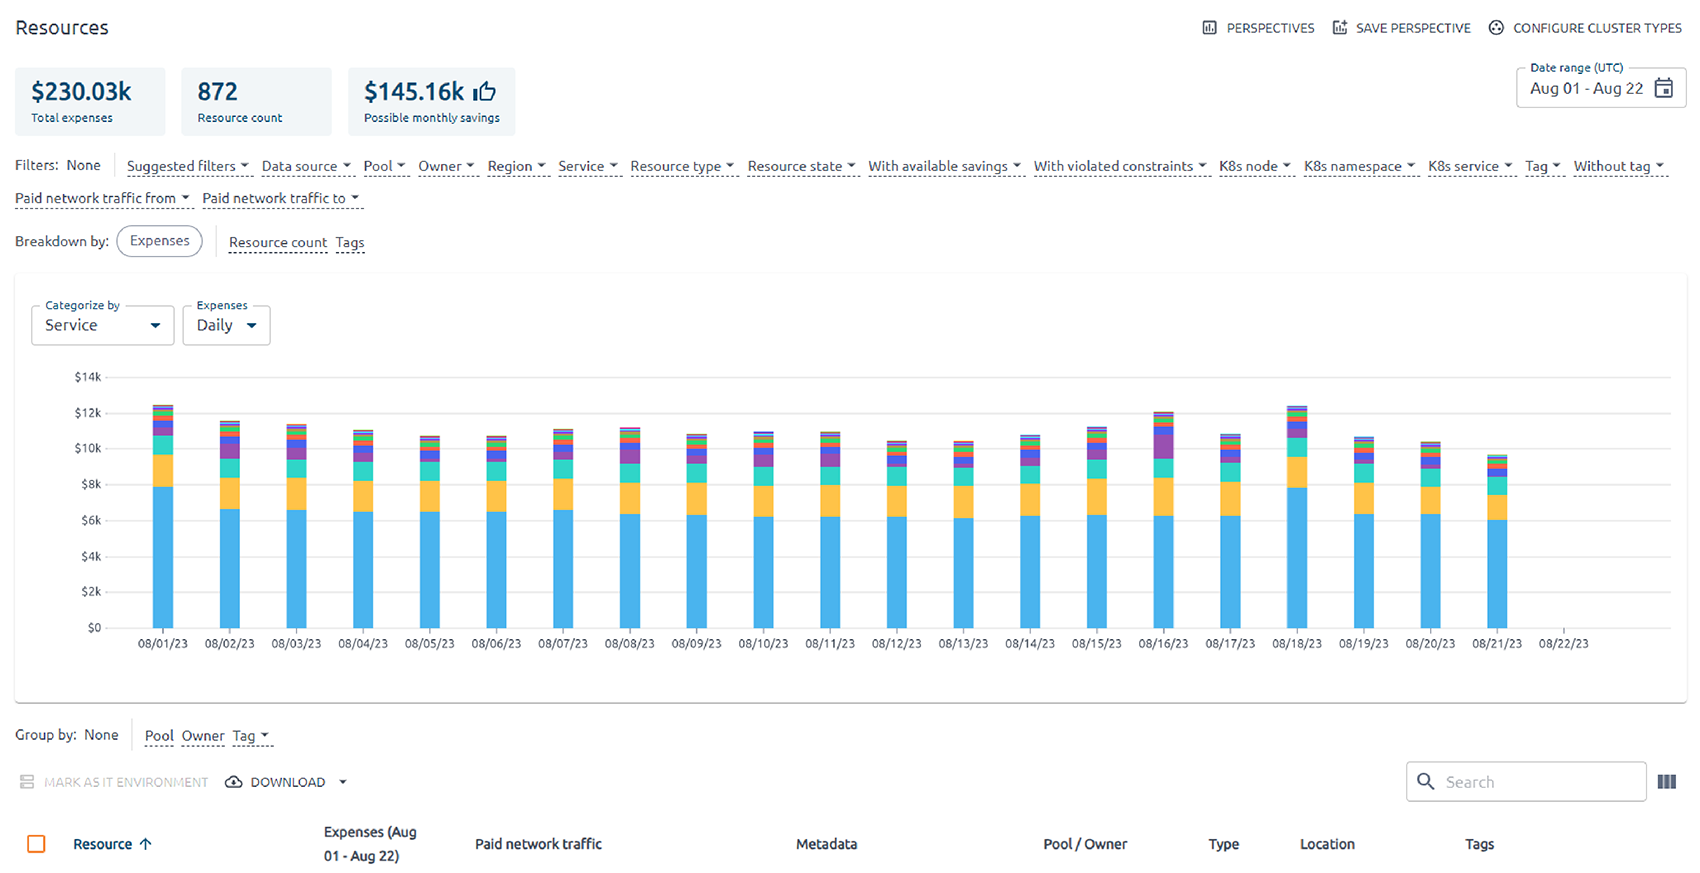 Resources
PERSPECTIVES SAVE PERSPECTIVE CONFIGURE CLUSTER TYPES
$230.03k
Total expenses
872
Resource count
$145.16k
Possible monthly savings
Date range (UTC)
Aug 01 - Aug 22
Filters: None Suggested filters Data source Pool Owner Region Service Resource type Resource state With available savings With violated constraints K8s node K8s namespace K8s service Tag Without tag
Paid network traffic from Paid network traffic to
Breakdown by: Expenses Resource count Tags
Categorize by
Service
Expenses
Daily
$14k
$12k
$10k
$8k
$6k
$4k
$2k
$0
08/01/23 08/02/23 08/03/23 08/04/23 08/05/23 08/06/23 08/07/23 08/08/23 08/09/23 08/10/23 08/11/23 08/12/23 08/13/23 08/14/23 08/15/23 08/16/23 08/17/23 08/18/23 08/19/23 08/20/23 08/21/23 08/22/23
Group by: None Pool Owner Tag
MARK AS IT ENVIRONMENT DOWNLOAD Search
Resource Expenses (Aug 01 - Aug 22) Paid network traffic Metadata Pool / Owner Type Location Tags